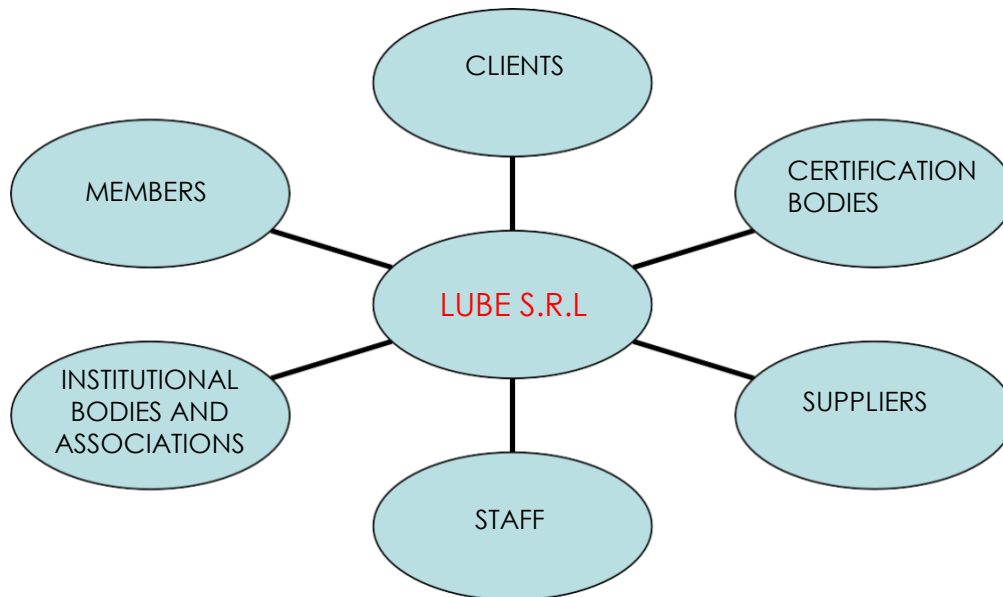 CLIENTS
MEMBERS
CERTIFICATION
BODIES
LUBE S.R.L
INSTITUTIONAL
BODIES AND
ASSOCIATIONS
SUPPLIERS
STAFF